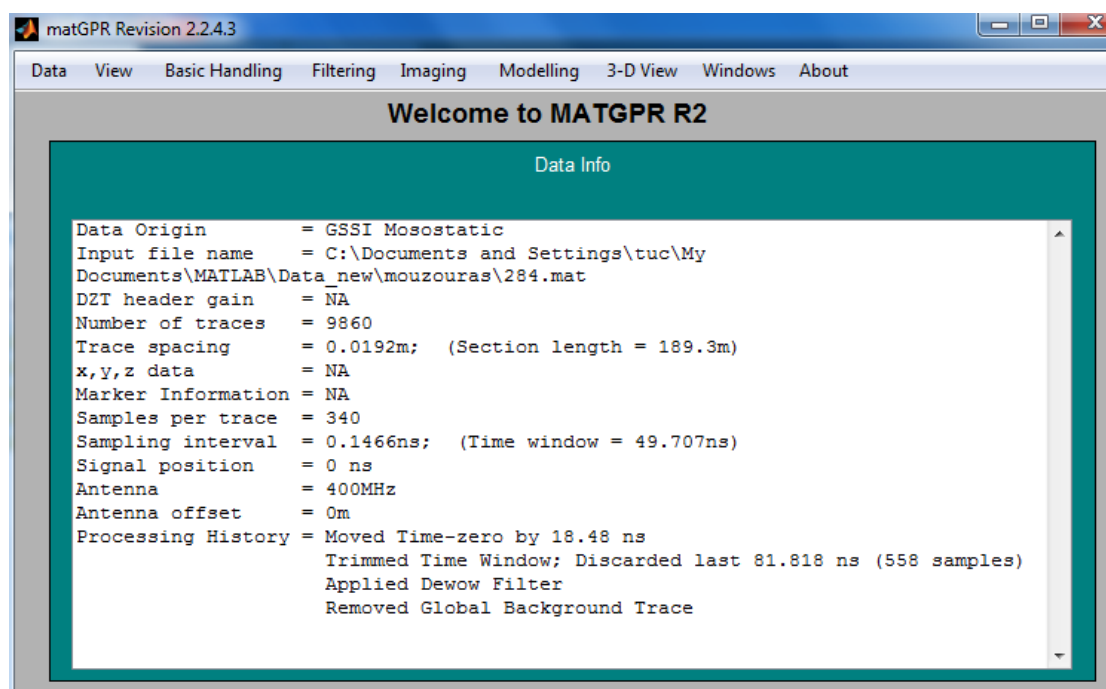 matGPR Revision 2.2.4.3
Data View Basic Handling Filtering Imaging Modelling 3-D View Windows About
Welcome to MATGPR R2
Data Info
Data Origin = GSSI Mosostatic
Input file name = C:\Documents and Settings\tuc\My
Documents\MATLAB\Data_new\mouzouras\284.mat
DZT header gain = NA
Number of traces = 9860
Trace spacing = 0.0192m; (Section length = 189.3m)
x,y,z data = NA
Marker Information = NA
Samples per trace = 340
Sampling interval = 0.1466ns; (Time window = 49.707ns)
Signal position = 0 ns
Antenna = 400MHz
Antenna offset = 0m
Processing History = Moved Time-zero by 18.48 ns
Trimmed Time Window; Discarded last 81.818 ns (558 samples)
Applied Dewow Filter
Removed Global Background Trace